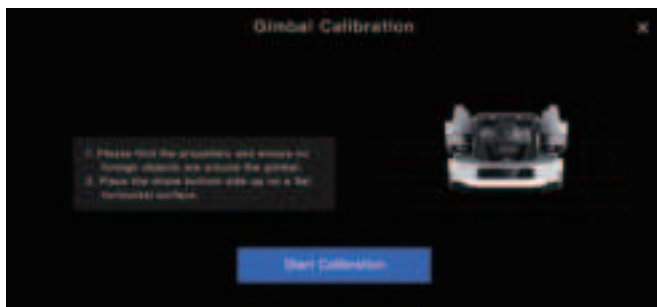 Gimbal Calibration
1. Please fold the propellers and ensure no
foreign objects are around the gimbal.
2. Place the drone bottom side up on a flat
horizontal surface.
Start Calibration